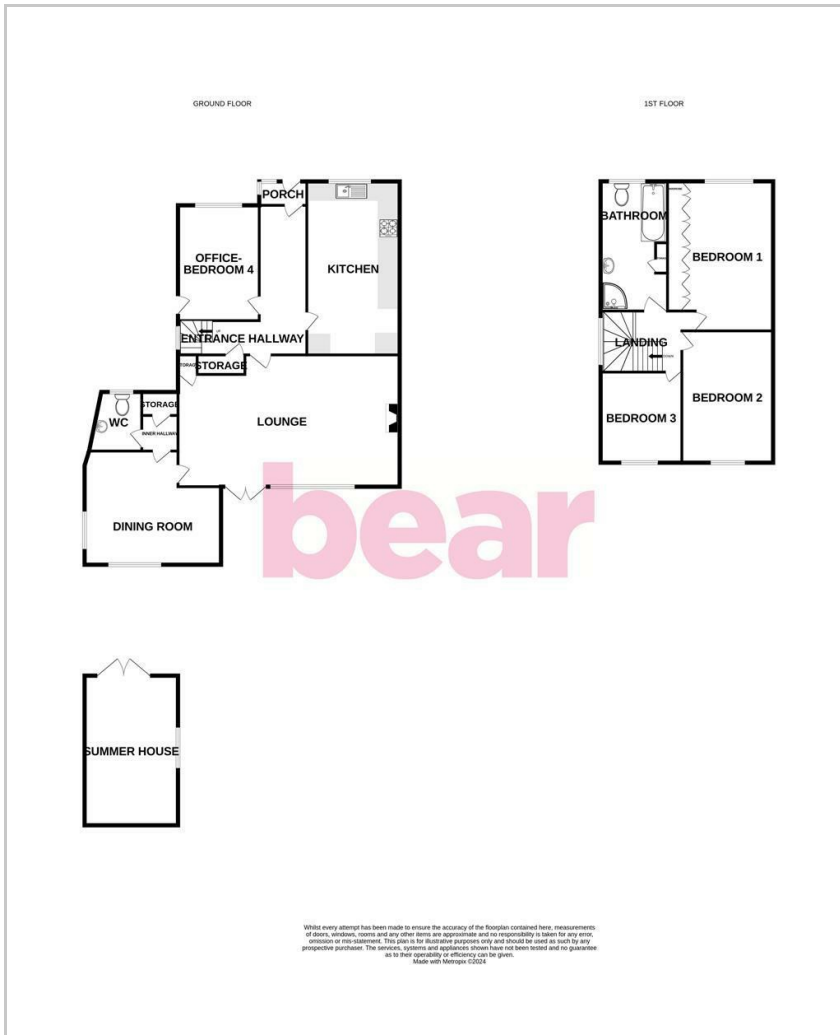 GROUND FLOOR
1ST FLOOR
PORCH
OFFICE-
BEDROOM 4
KITCHEN
UP
ENTRANCE HALLWAY
STORAGE
STORAGE
WC
INNER HALLWAY
LOUNGE
DINING ROOM
BATHROOM
BEDROOM 1
LANDING
DOWN
BEDROOM 3
BEDROOM 2
bear
SUMMER HOUSE
Whilst every attempt has been made to ensure the accuracy of the floorplan contained here, measurements
of doors, windows, rooms and any other items are approximate and no responsibility is taken for any error,
omission or mis-statement. This plan is for illustrative purposes only and should be used as such by any
prospective purchaser. The services, systems and appliances shown have not been tested and no guarantee
as to their operability or efficiency can be given.
Made with Metropix ©2024